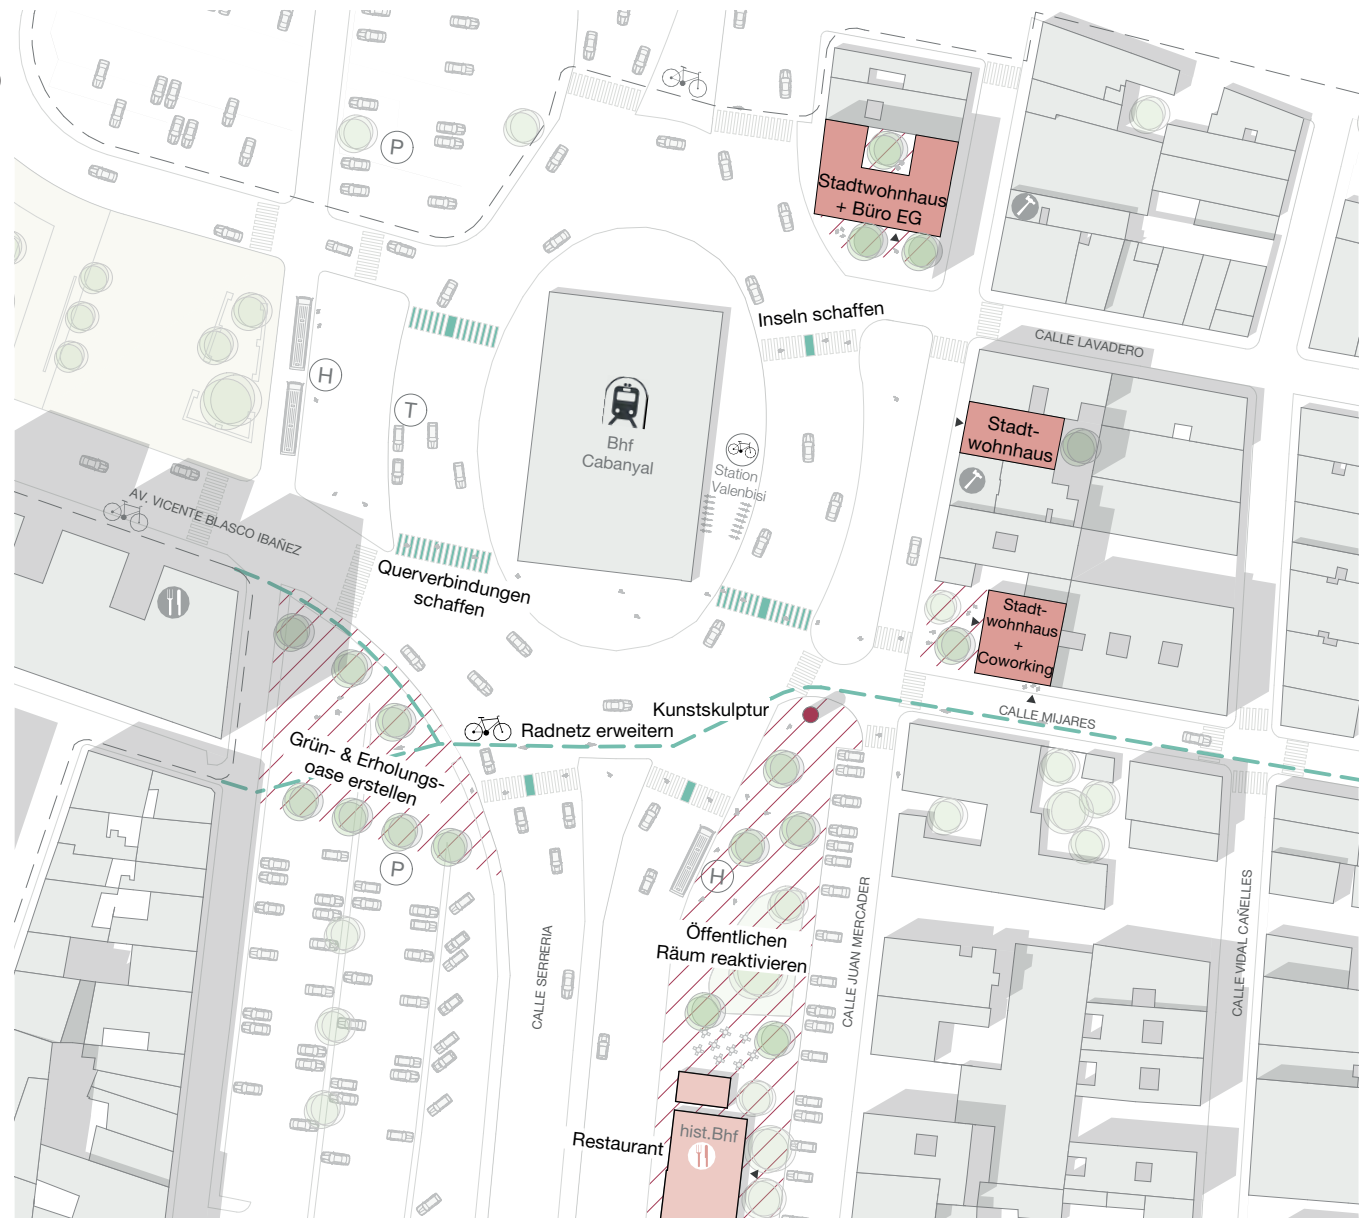 P
Stadtwohnhaus
+ Büro EG
Inseln schaffen
CALLE LAVADERO
H
T
Bhf
Cabanyal
Station
Valenbisi
Stadt-
wohnhaus
AV. VICENTE BLASCO IBAÑEZ
Querverbindungen
schaffen
Stadt-
wohnhaus
+
Coworking
Kunstskulptur
CALLE MIJARES
Radnetz erweitern
Grün- & Erholungs-
oase erstellen
P
H
CALLE SERRERIA
Öffentlichen
Räum reaktivieren
CALLE JUAN MERCADER
CALLE VIDAL CAÑELLES
hist.Bhf
Restaurant